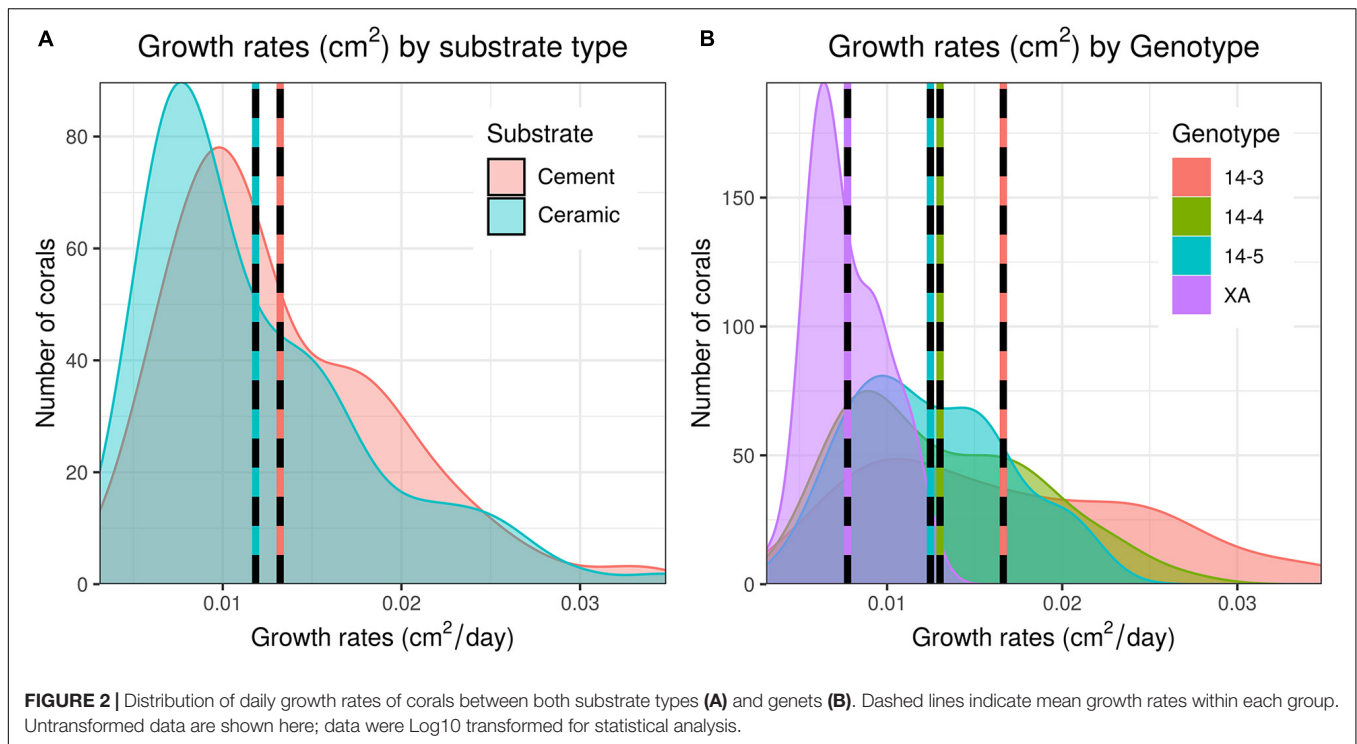 A
Growth rates (cm²) by substrate type
Number of corals
80
60
40
20
0
Substrate
Cement
Ceramic
0.01 0.02 0.03
Growth rates (cm²/day)
B
Growth rates (cm²) by Genotype
Number of corals
150
100
50
0
Genotype
14-3
14-4
14-5
XA
0.01 0.02 0.03
Growth rates (cm²/day)
FIGURE 2 | Distribution of daily growth rates of corals between both substrate types (A) and genets (B). Dashed lines indicate mean growth rates within each group.
Untransformed data are shown here; data were Log10 transformed for statistical analysis.